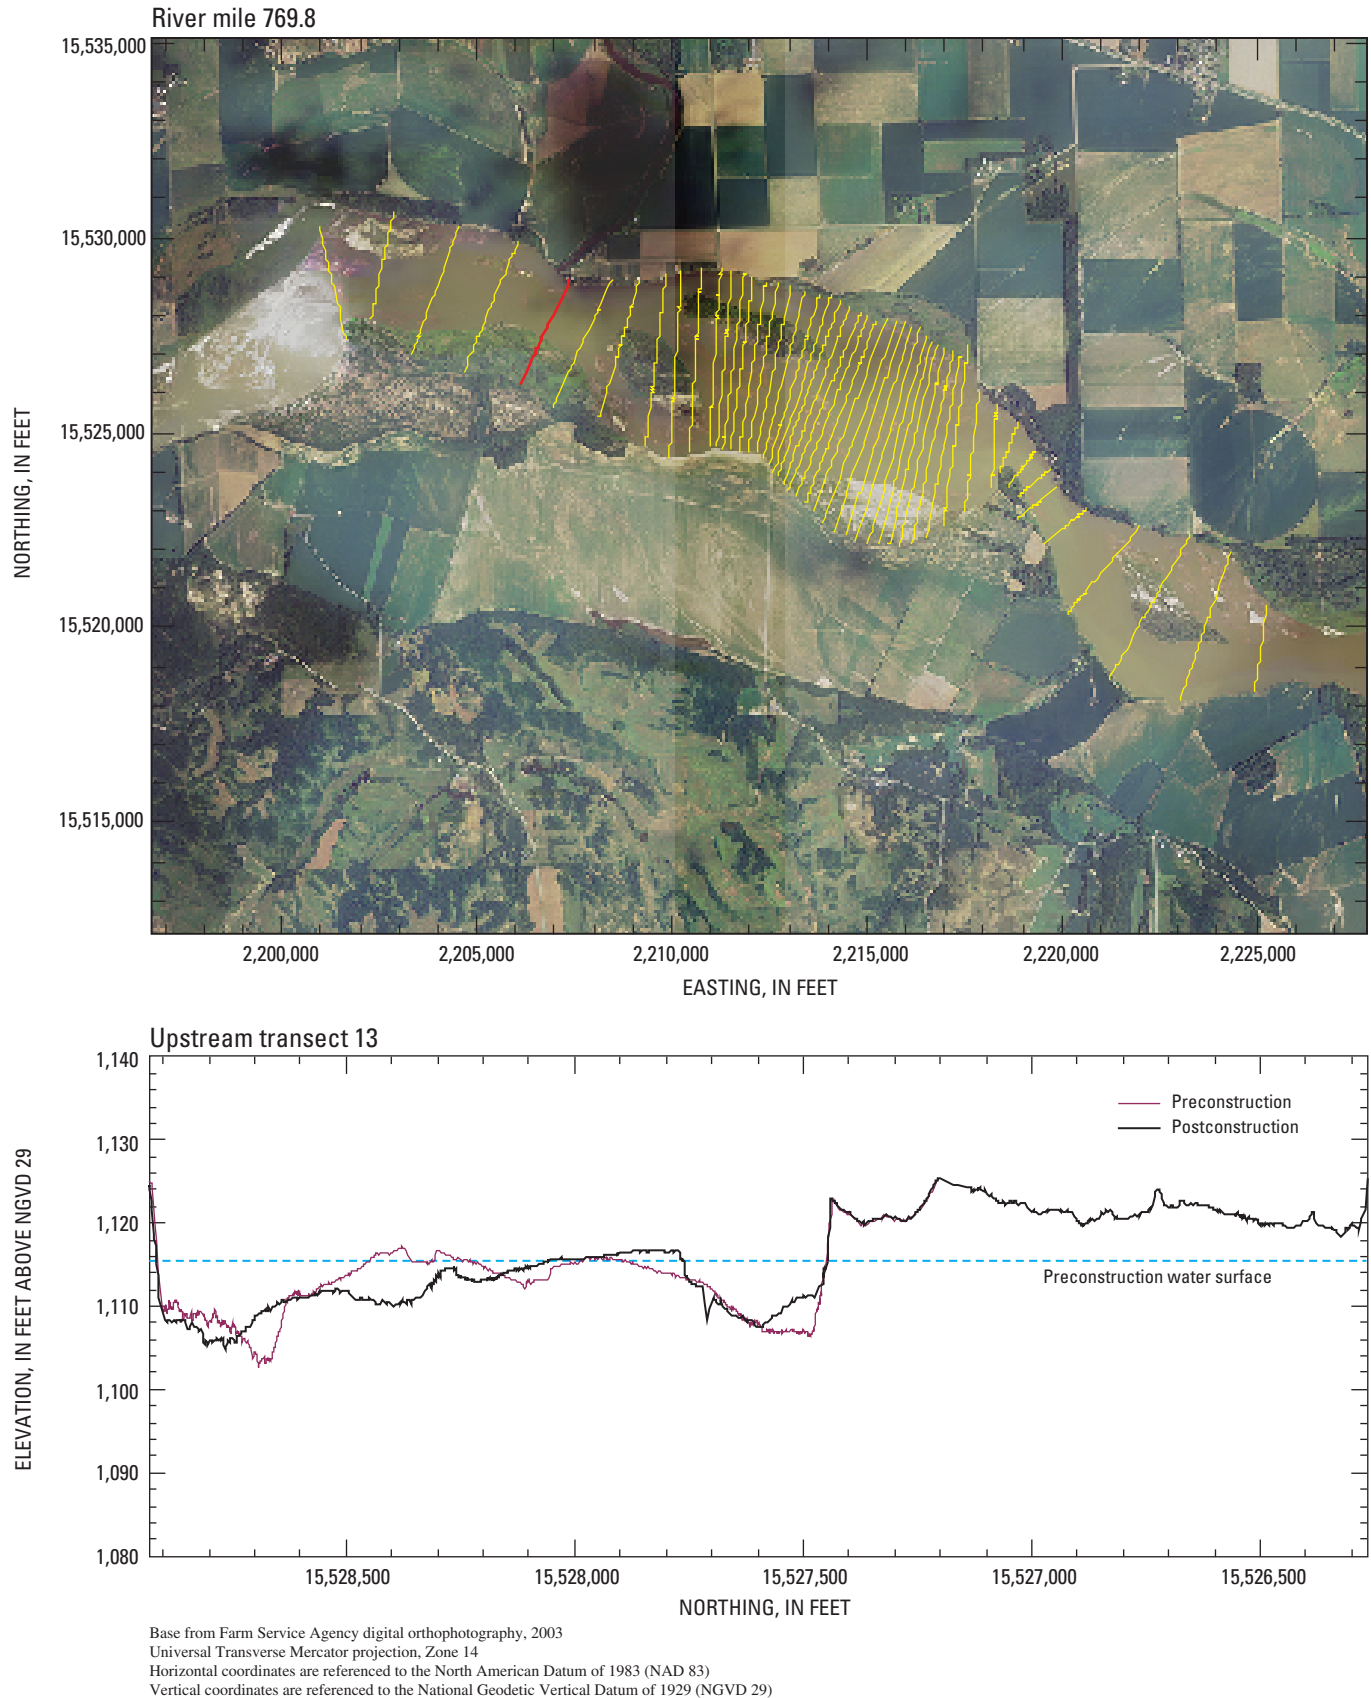 River mile 769.8
15,535,000
15,530,000
15,525,000
15,520,000
15,515,000
NORTHING, IN FEET
2,200,000 2,205,000 2,210,000 2,215,000 2,220,000 2,225,000
EASTING, IN FEET
Upstream transect 13
1,140
1,130
1,120
1,110
1,100
1,090
1,080
ELEVATION, IN FEET ABOVE NGVD 29
Preconstruction
Postconstruction
Preconstruction water surface
15,528,500 15,528,000 15,527,500 15,527,000 15,526,500
NORTHING, IN FEET
Base from Farm Service Agency digital orthophotography, 2003
Universal Transverse Mercator projection, Zone 14
Horizontal coordinates are referenced to the North American Datum of 1983 (NAD 83)
Vertical coordinates are referenced to the National Geodetic Vertical Datum of 1929 (NGVD 29)